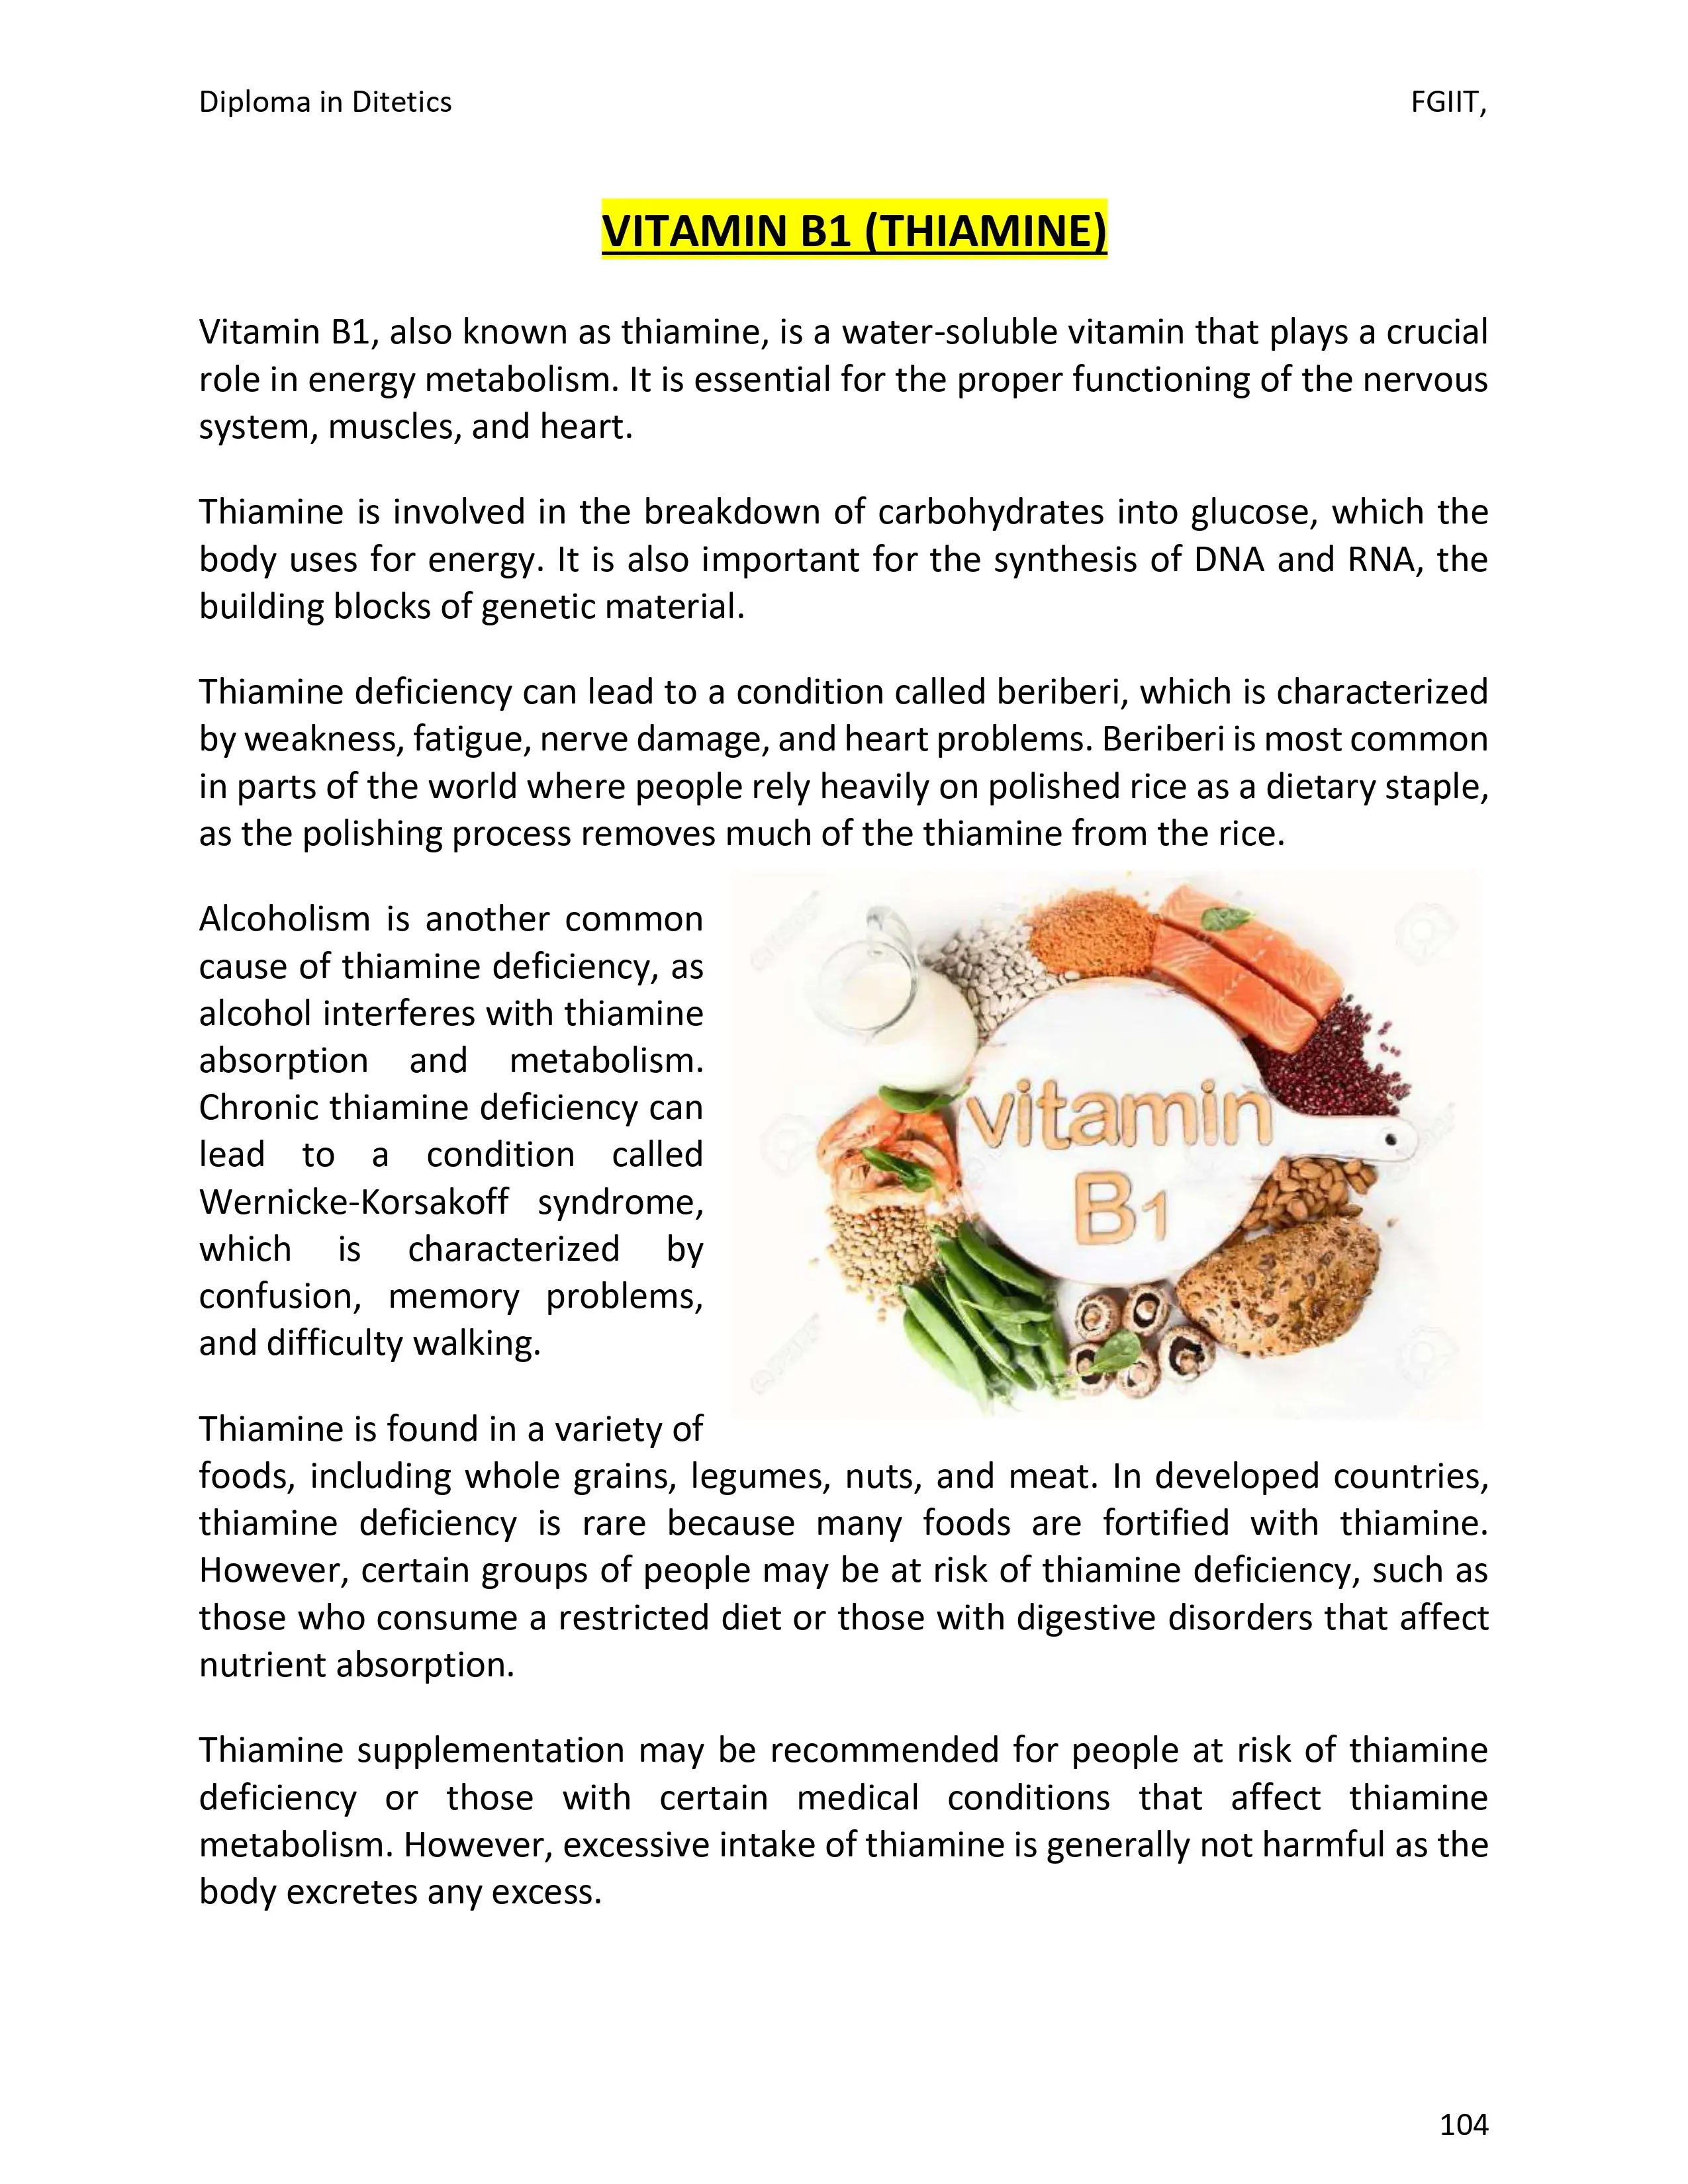 Diploma in Ditetics
FGIIT,
VITAMIN B1 (THIAMINE)
Vitamin B1, also known as thiamine, is a water-soluble vitamin that plays a crucial
role in energy metabolism. It is essential for the proper functioning of the nervous
system, muscles, and heart.
Thiamine is involved in the breakdown of carbohydrates into glucose, which the
body uses for energy. It is also important for the synthesis of DNA and RNA, the
building blocks of genetic material.
Thiamine deficiency can lead to a condition called beriberi, which is characterized
by weakness, fatigue, nerve damage, and heart problems. Beriberi is most common
in parts of the world where people rely heavily on polished rice as a dietary staple,
as the polishing process removes much of the thiamine from the rice.
Alcoholism is another common
cause of thiamine deficiency, as
alcohol interferes with thiamine
absorption and metabolism.
Chronic thiamine deficiency can
lead to a condition called
Wernicke-Korsakoff syndrome,
which is characterized by
confusion, memory problems,
and difficulty walking.
vitamin
B1
Thiamine is found in a variety of
foods, including whole grains, legumes, nuts, and meat. In developed countries,
thiamine deficiency is rare because many foods are fortified with thiamine.
However, certain groups of people may be at risk of thiamine deficiency, such as
those who consume a restricted diet or those with digestive disorders that affect
nutrient absorption.
Thiamine supplementation may be recommended for people at risk of thiamine
deficiency or those with certain medical conditions that affect thiamine
metabolism. However, excessive intake of thiamine is generally not harmful as the
body excretes any excess.
104